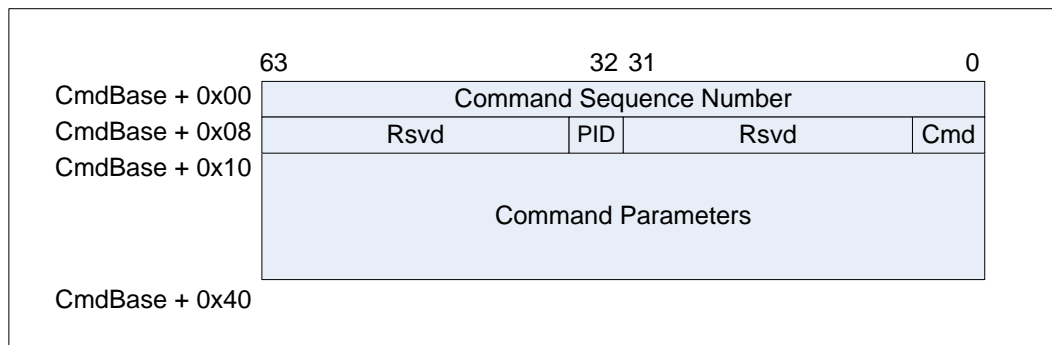 63 32 31 0
CmdBase + 0x00 Command Sequence Number
CmdBase + 0x08 Rsvd PID Rsvd Cmd
CmdBase + 0x10
Command Parameters
CmdBase + 0x40